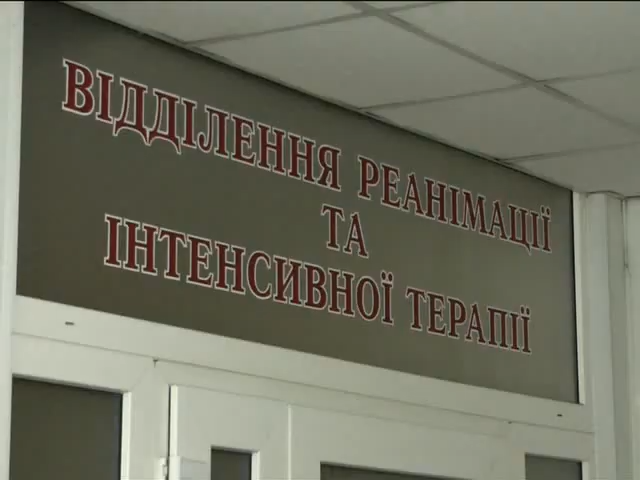 ВІДДІЛЕННЯ РЕАНІМАЦІЇ
ТА
ІНТЕНСИВНОЇ ТЕРАПІЇ